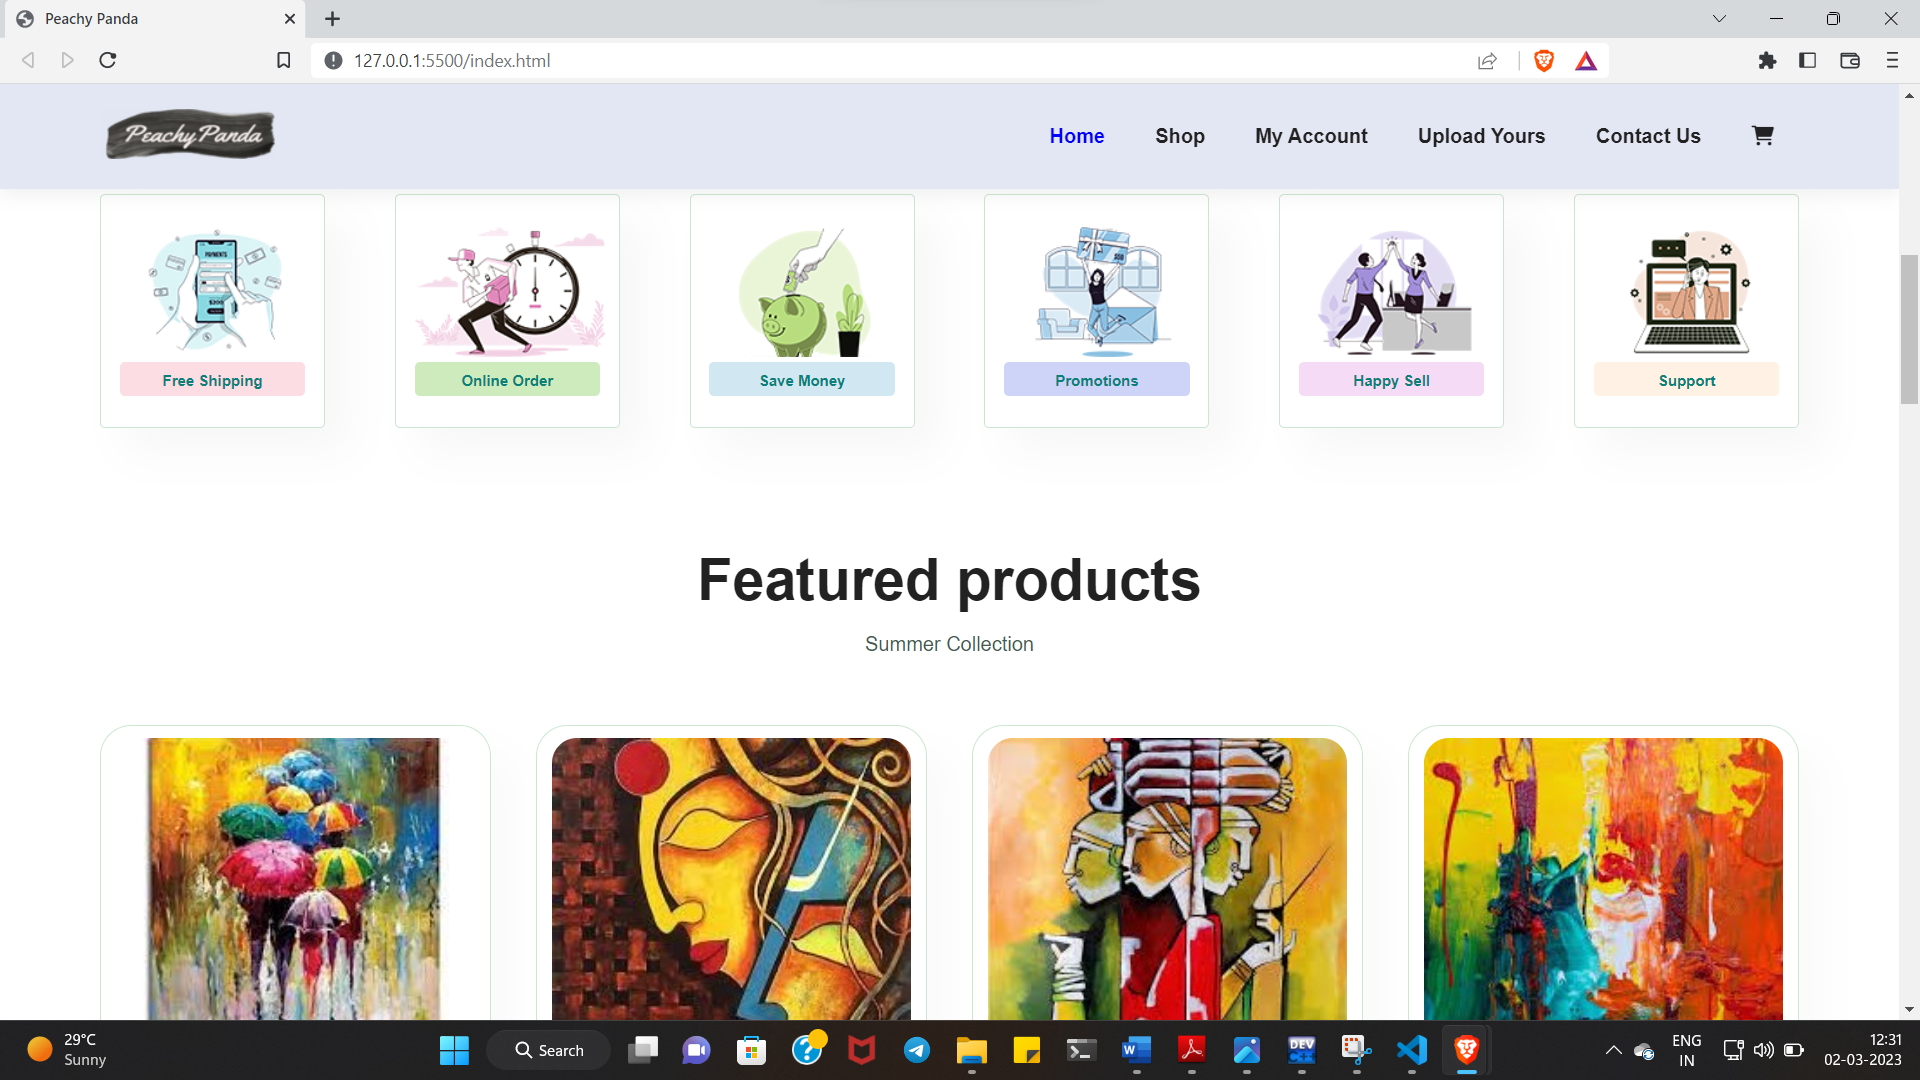 Peachy Panda
127.0.0.1:5500/index.html
Peachy Panda
Home
Shop
My Account
Upload Yours
Contact Us
PAYMENTS
Free Shipping
Online Order
Save Money
Promotions
Happy Sell
Support
Featured products
Summer Collection
29°C
Sunny
Search
DEV
C++
ENG
IN
12:31
02-03-2023